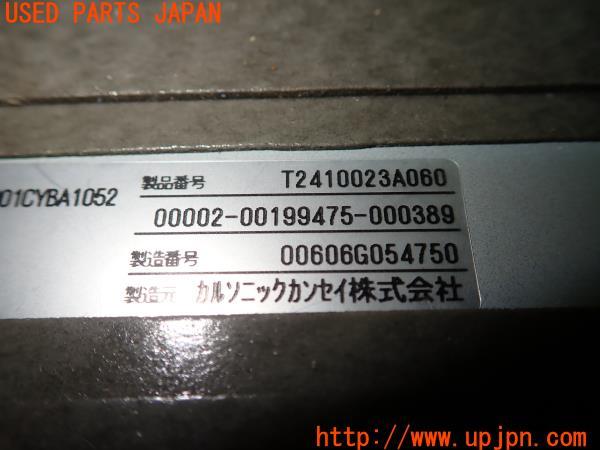 USED PARTS JAPAN
01CYBA1052
製品番号 T2410023A060
00002-00199475-000389
製造番号 00606G054750
製造元 カルソニックカンセイ株式会社
UPJ
www.upjpn.com